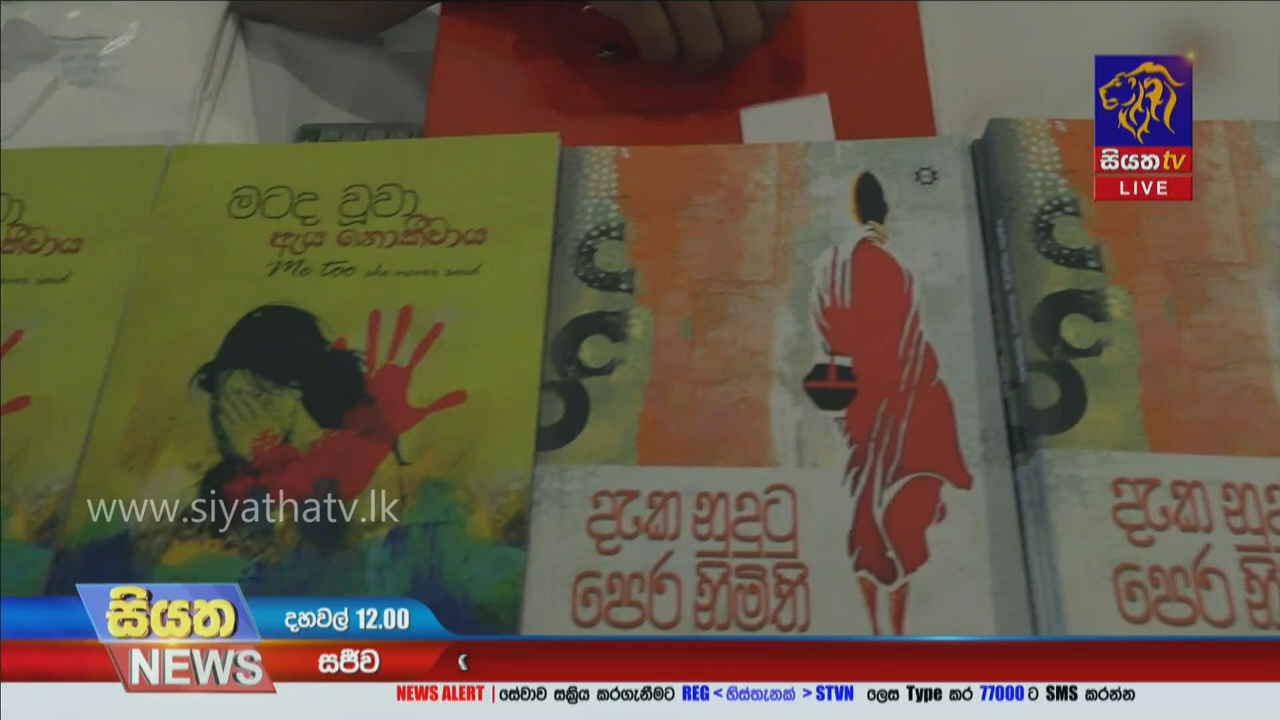 සියත tv
LIVE
මටද වූවා
ඇය නොකීවාය
Me too she never said
දැක නුදුටු
පෙර නිමිති
දැක
පෙර
www.siyathatv.lk
සියත
NEWS
දහවල් 12.00
සජීව
NEWS ALERT | සේවාව සක්‍රිය කරගැනීමට REG < හිස්තැනක් > STVN ලෙස Type කර 77000 ට SMS කරන්න